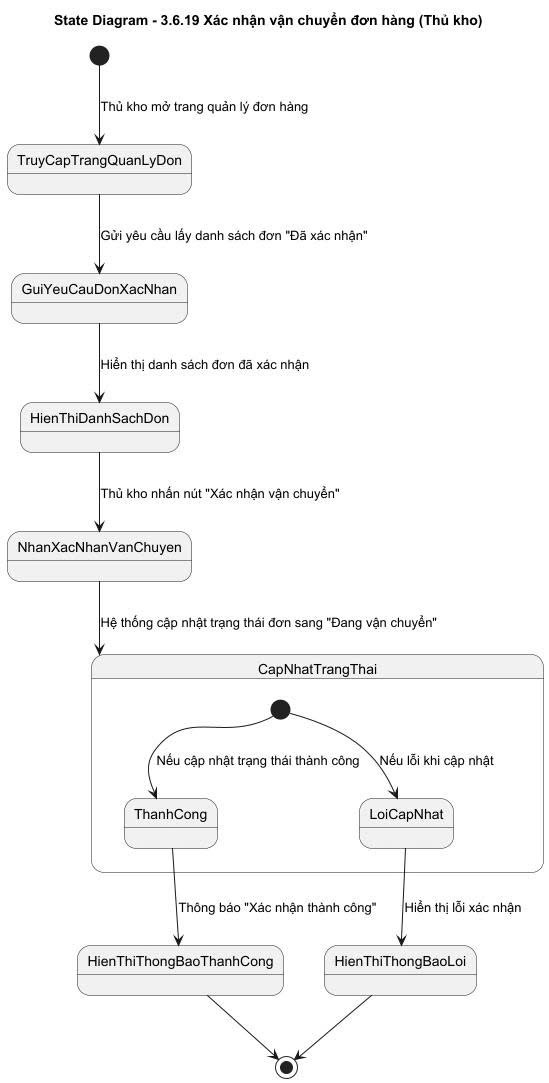 State Diagram - 3.6.19 Xác nhận vận chuyển đơn hàng (Thủ kho)
Thủ kho mở trang quản lý đơn hàng
TruyCapTrangQuanLyDon
Gửi yêu cầu lấy danh sách đơn "Đã xác nhận"
GuiYeuCauDonXacNhan
Hiển thị danh sách đơn đã xác nhận
HienThiDanhSachDon
Thủ kho nhấn nút "Xác nhận vận chuyển"
NhanXacNhanVanChuyen
Hệ thống cập nhật trạng thái đơn sang "Đang vận chuyển"
CapNhatTrangThai
Nếu cập nhật trạng thái thành công
Nếu lỗi khi cập nhật
ThanhCong
LoiCapNhat
Thông báo "Xác nhận thành công"
Hiển thị lỗi xác nhận
HienThiThongBaoThanhCong
HienThiThongBaoLoi